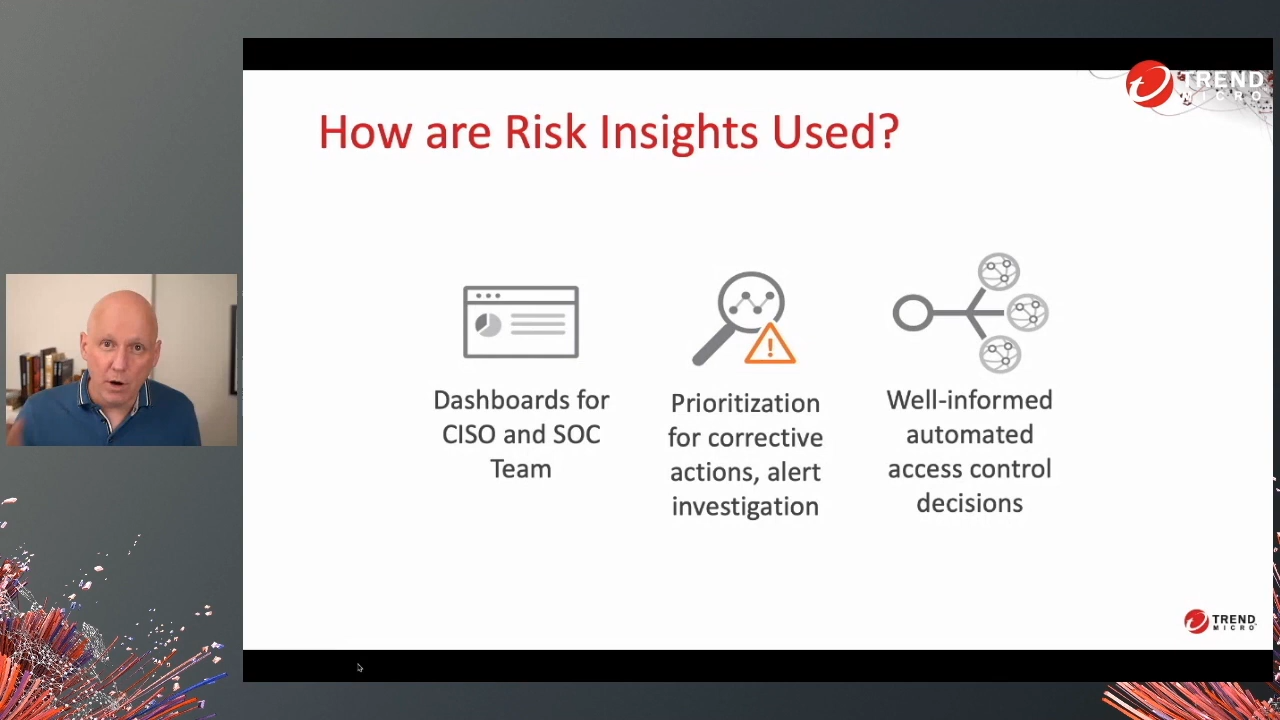 TREND
MICRO
How are Risk Insights Used?
Dashboards for
CISO and SOC
Team
Prioritization
for corrective
actions, alert
investigation
Well-informed
automated
access control
decisions
TREND
MICRO